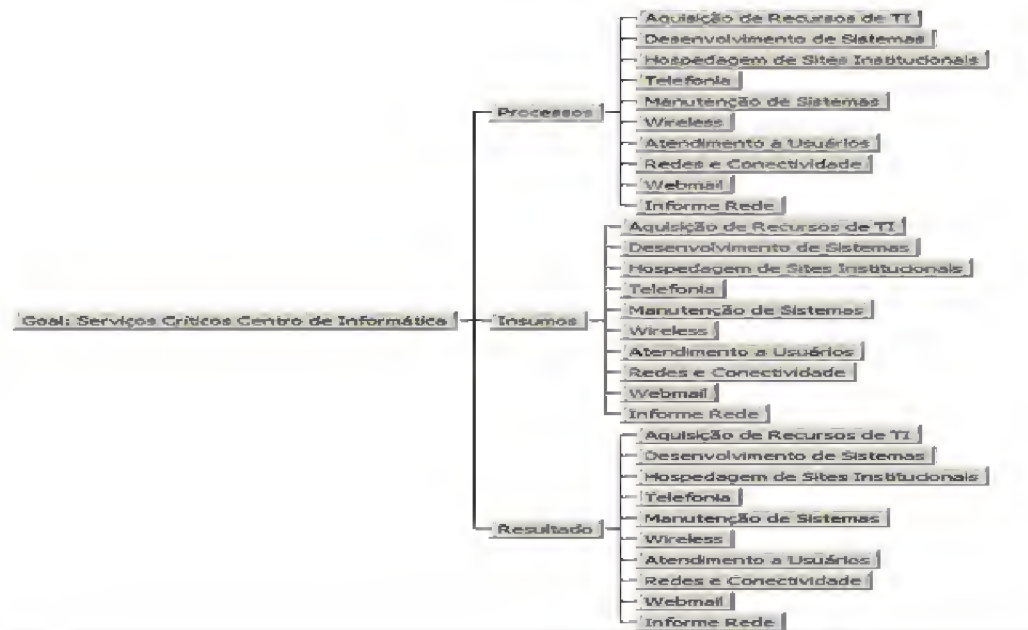 Aquisição de Recursos de TI
Desenvolvimento de Sistemas
Hospedagem de Sites Institucionais
Telefonia
Processos
Manutenção de Sistemas
Wireless
Atendimento a Usuários
Redes e Conectividade
Webmail
Informe Rede
Aquisição de Recursos de TI
Desenvolvimento de Sistemas
Hospedagem de Sites Institucionais
Telefonia
Manutenção de Sistemas
Goal: Serviços Críticos Centro de Informática
Insumos
Wireless
Atendimento a Usuários
Redes e Conectividade
Webmail
Informe Rede
Aquisição de Recursos de TI
Desenvolvimento de Sistemas
Hospedagem de Sites Institucionais
Telefonia
Manutenção de Sistemas
Resultado
Wireless
Atendimento a Usuários
Redes e Conectividade
Webmail
Informe Rede